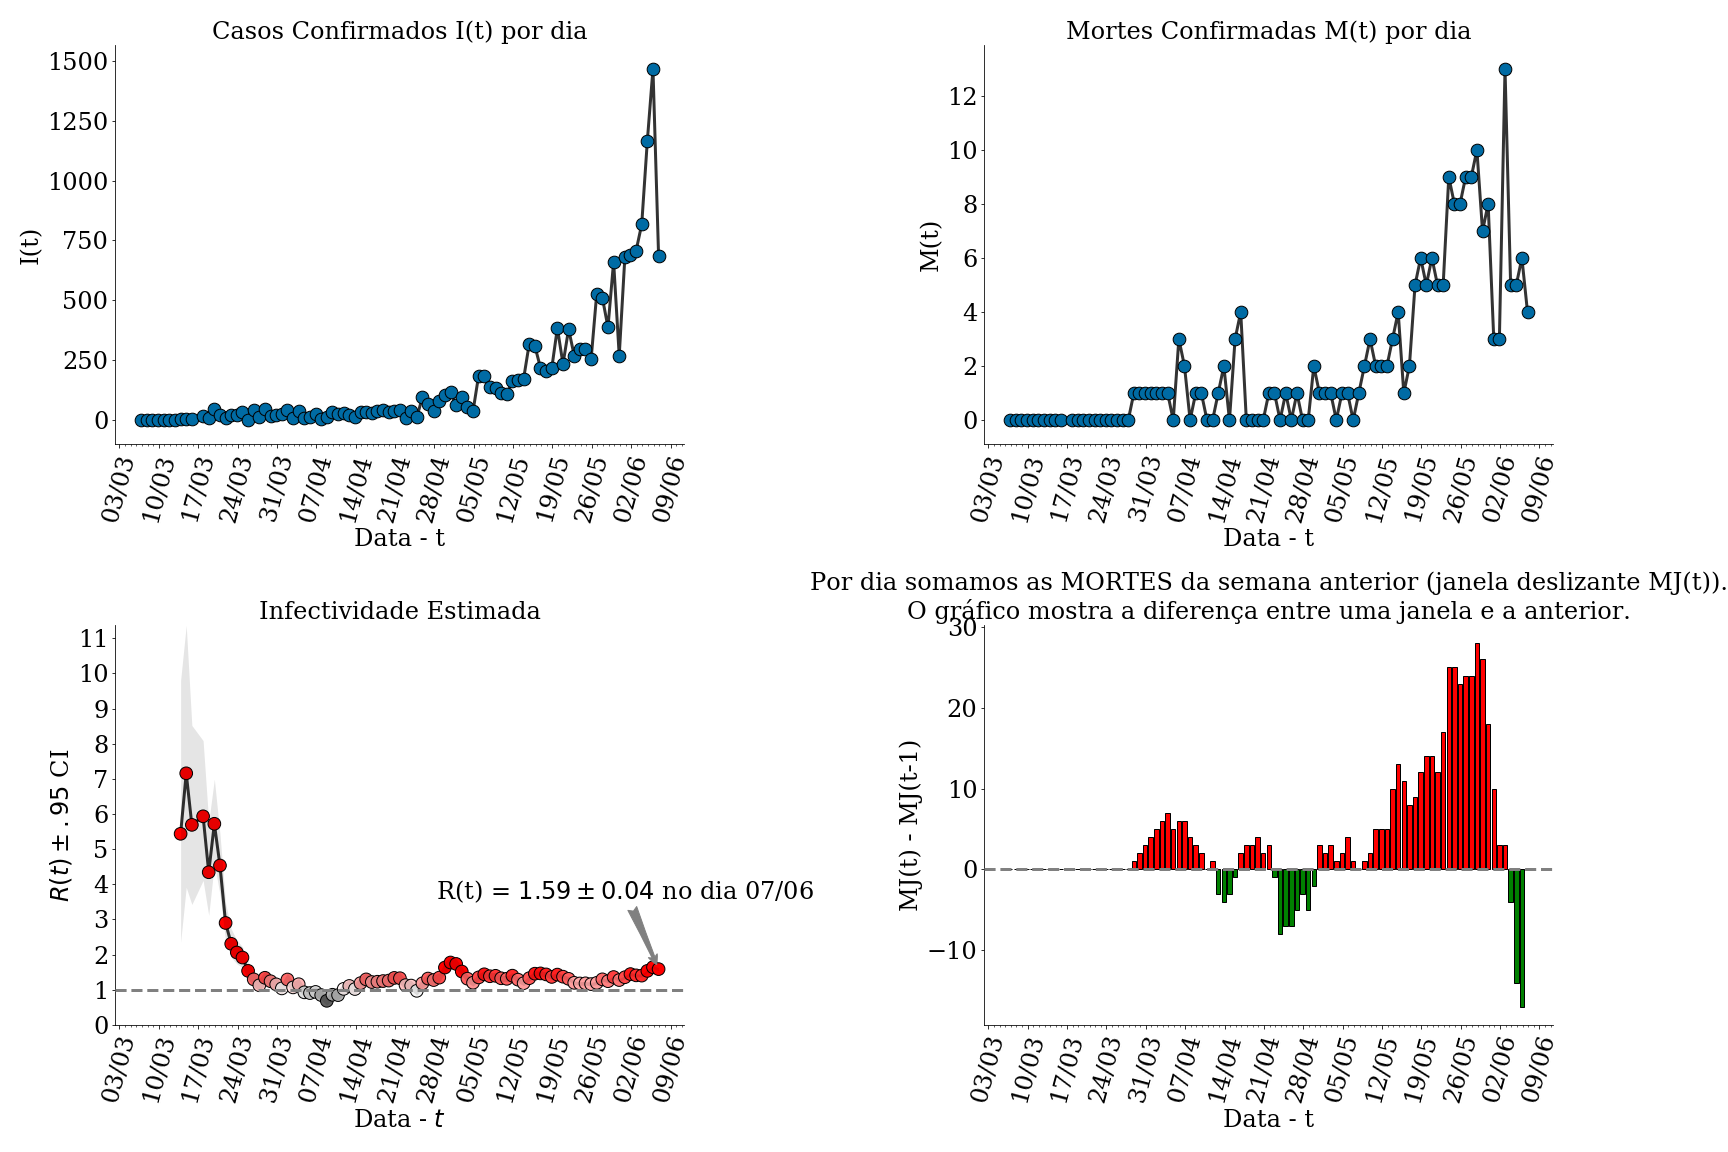 Casos Confirmados I(t) por dia
1500
1250
1000
750
500
250
0
I(t)
03/03 10/03 17/03 24/03 31/03 07/04 14/04 21/04 28/04 05/05 12/05 19/05 26/05 02/06 09/06
Data - t
Mortes Confirmadas M(t) por dia
12
10
8
6
4
2
0
M(t)
03/03 10/03 17/03 24/03 31/03 07/04 14/04 21/04 28/04 05/05 12/05 19/05 26/05 02/06 09/06
Data - t
Infectividade Estimada
11
10
9
8
7
6
5
4
3
2
1
0
R(t) ± .95 CI
R(t) = 1.59 ± 0.04 no dia 07/06
03/03 10/03 17/03 24/03 31/03 07/04 14/04 21/04 28/04 05/05 12/05 19/05 26/05 02/06 09/06
Data - t
Por dia somamos as MORTES da semana anterior (janela deslizante MJ(t)).
O gráfico mostra a diferença entre uma janela e a anterior.
30
20
10
0
−10
MJ(t) - MJ(t-1)
03/03 10/03 17/03 24/03 31/03 07/04 14/04 21/04 28/04 05/05 12/05 19/05 26/05 02/06 09/06
Data - t